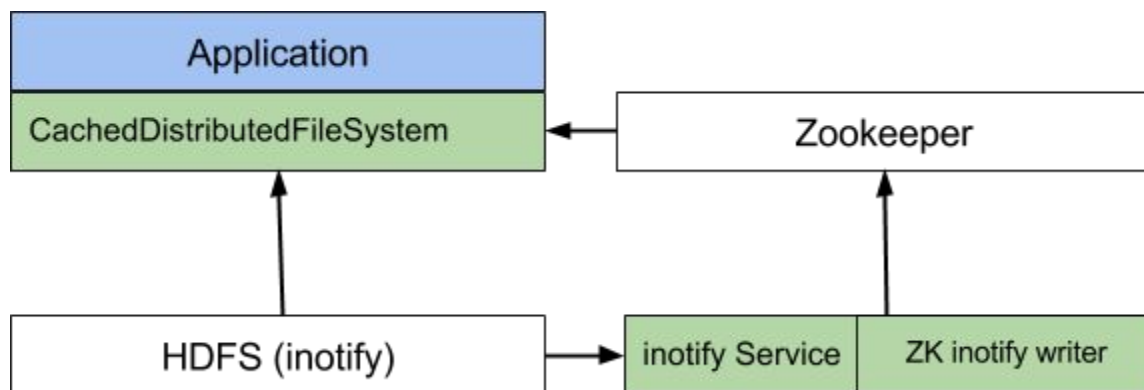 Application
CachedDistributedFileSystem
Zookeeper
HDFS (inotify)
inotify Service
ZK inotify writer